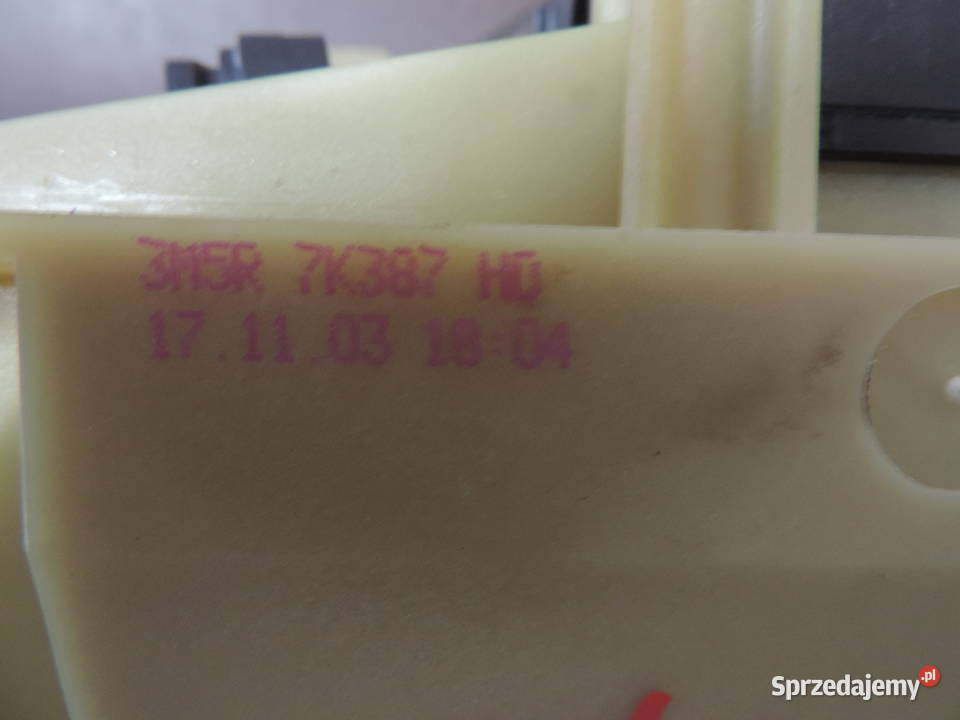 3M5R 7K387 HD
17.11.03 18:04
Sprzedajemy.pl